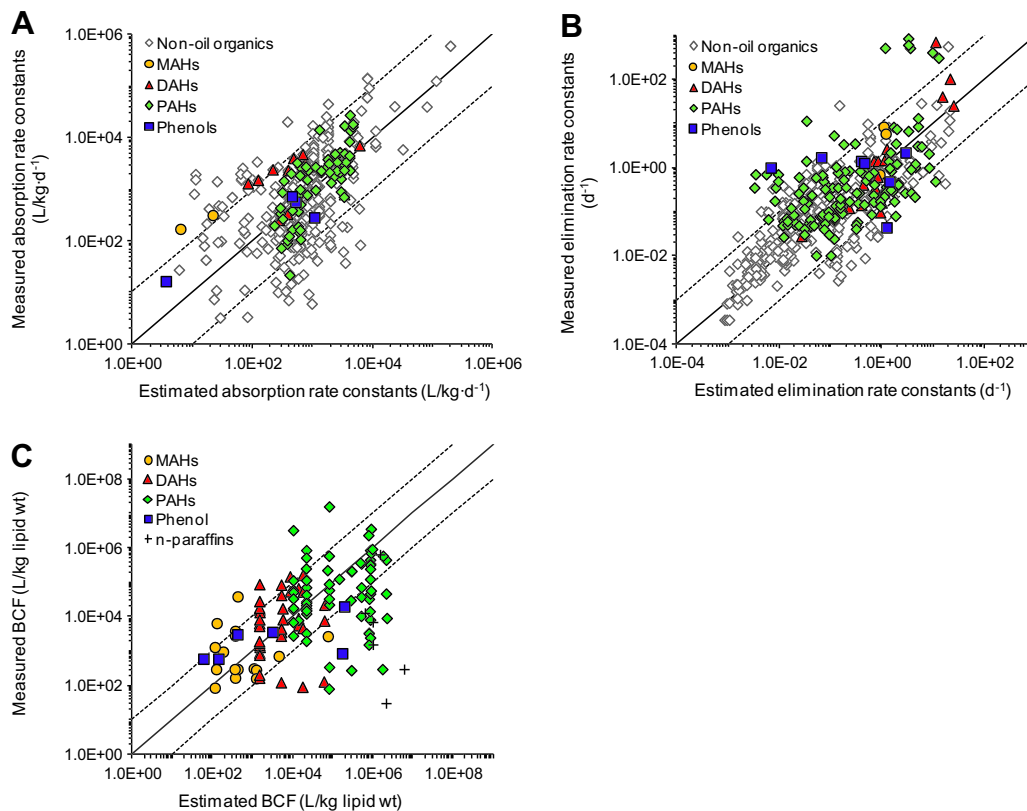 A
Measured absorption rate constants
(L/kg·d⁻¹)
1.0E+06
1.0E+04
1.0E+02
1.0E+00
Non-oil organics
MAHs
DAHs
PAHs
Phenols
1.0E+00 1.0E+02 1.0E+04 1.0E+06
Estimated absorption rate constants (L/kg·d⁻¹)
B
Measured elimination rate constants
(d⁻¹)
1.0E+02
1.0E+00
1.0E-02
1.0E-04
Non-oil organics
MAHs
DAHs
PAHs
Phenols
1.0E-04 1.0E-02 1.0E+00 1.0E+02
Estimated elimination rate constants (d⁻¹)
C
Measured BCF (L/kg lipid wt)
1.0E+08
1.0E+06
1.0E+04
1.0E+02
1.0E+00
MAHs
DAHs
PAHs
Phenol
n-paraffins
1.0E+00 1.0E+02 1.0E+04 1.0E+06 1.0E+08
Estimated BCF (L/kg lipid wt)